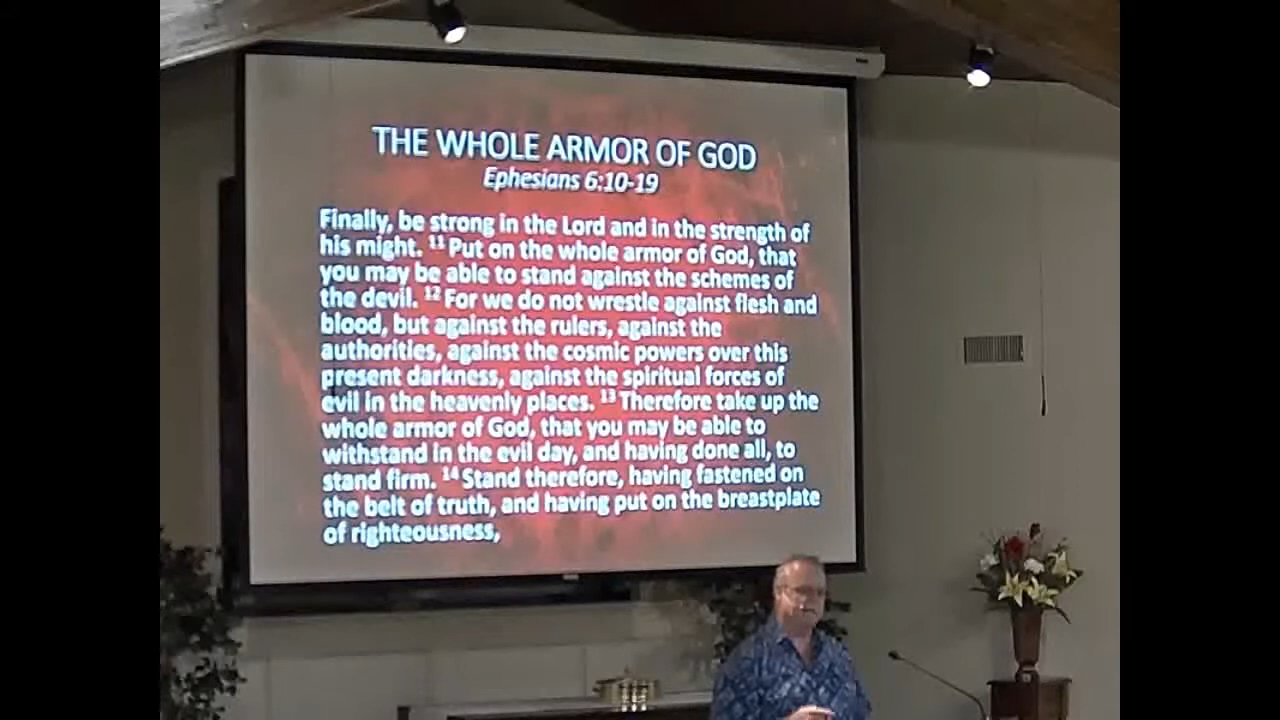 THE WHOLE ARMOR OF GOD
Ephesians 6:10-19
Finally, be strong in the Lord and in the strength of
his might. 11 Put on the whole armor of God, that
you may be able to stand against the schemes of
the devil. 12 For we do not wrestle against flesh and
blood, but against the rulers, against the
authorities, against the cosmic powers over this
present darkness, against the spiritual forces of
evil in the heavenly places. 13 Therefore take up the
whole armor of God, that you may be able to
withstand in the evil day, and having done all, to
stand firm. 14 Stand therefore, having fastened on
the belt of truth, and having put on the breastplate
of righteousness,